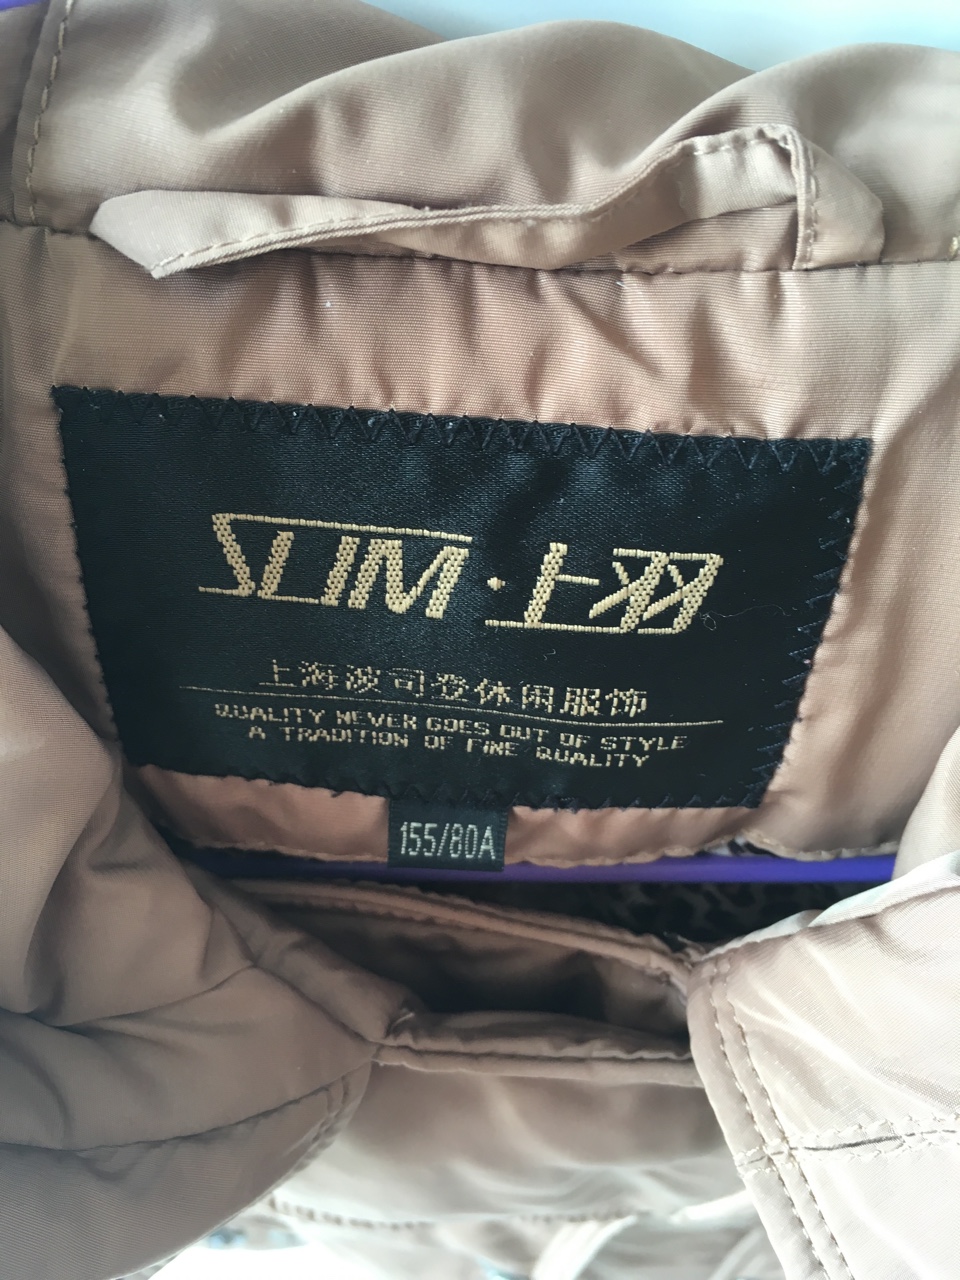 SLIM·上羽
上海波司登休闲服饰
QUALITY NEVER GOES OUT OF STYLE
A TRADITION OF FINE QUALITY
155/80A